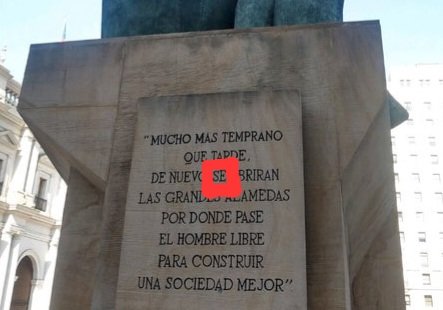 "MUCHO MAS TEMPRANO
QUE TARDE,
DE NUEVO SE
LAS GRANDES ALAMEDAS
POR DONDE PASE
EL HOMBRE LIBRE
PARA CONSTRUIR
UNA SOCIEDAD MEJOR"